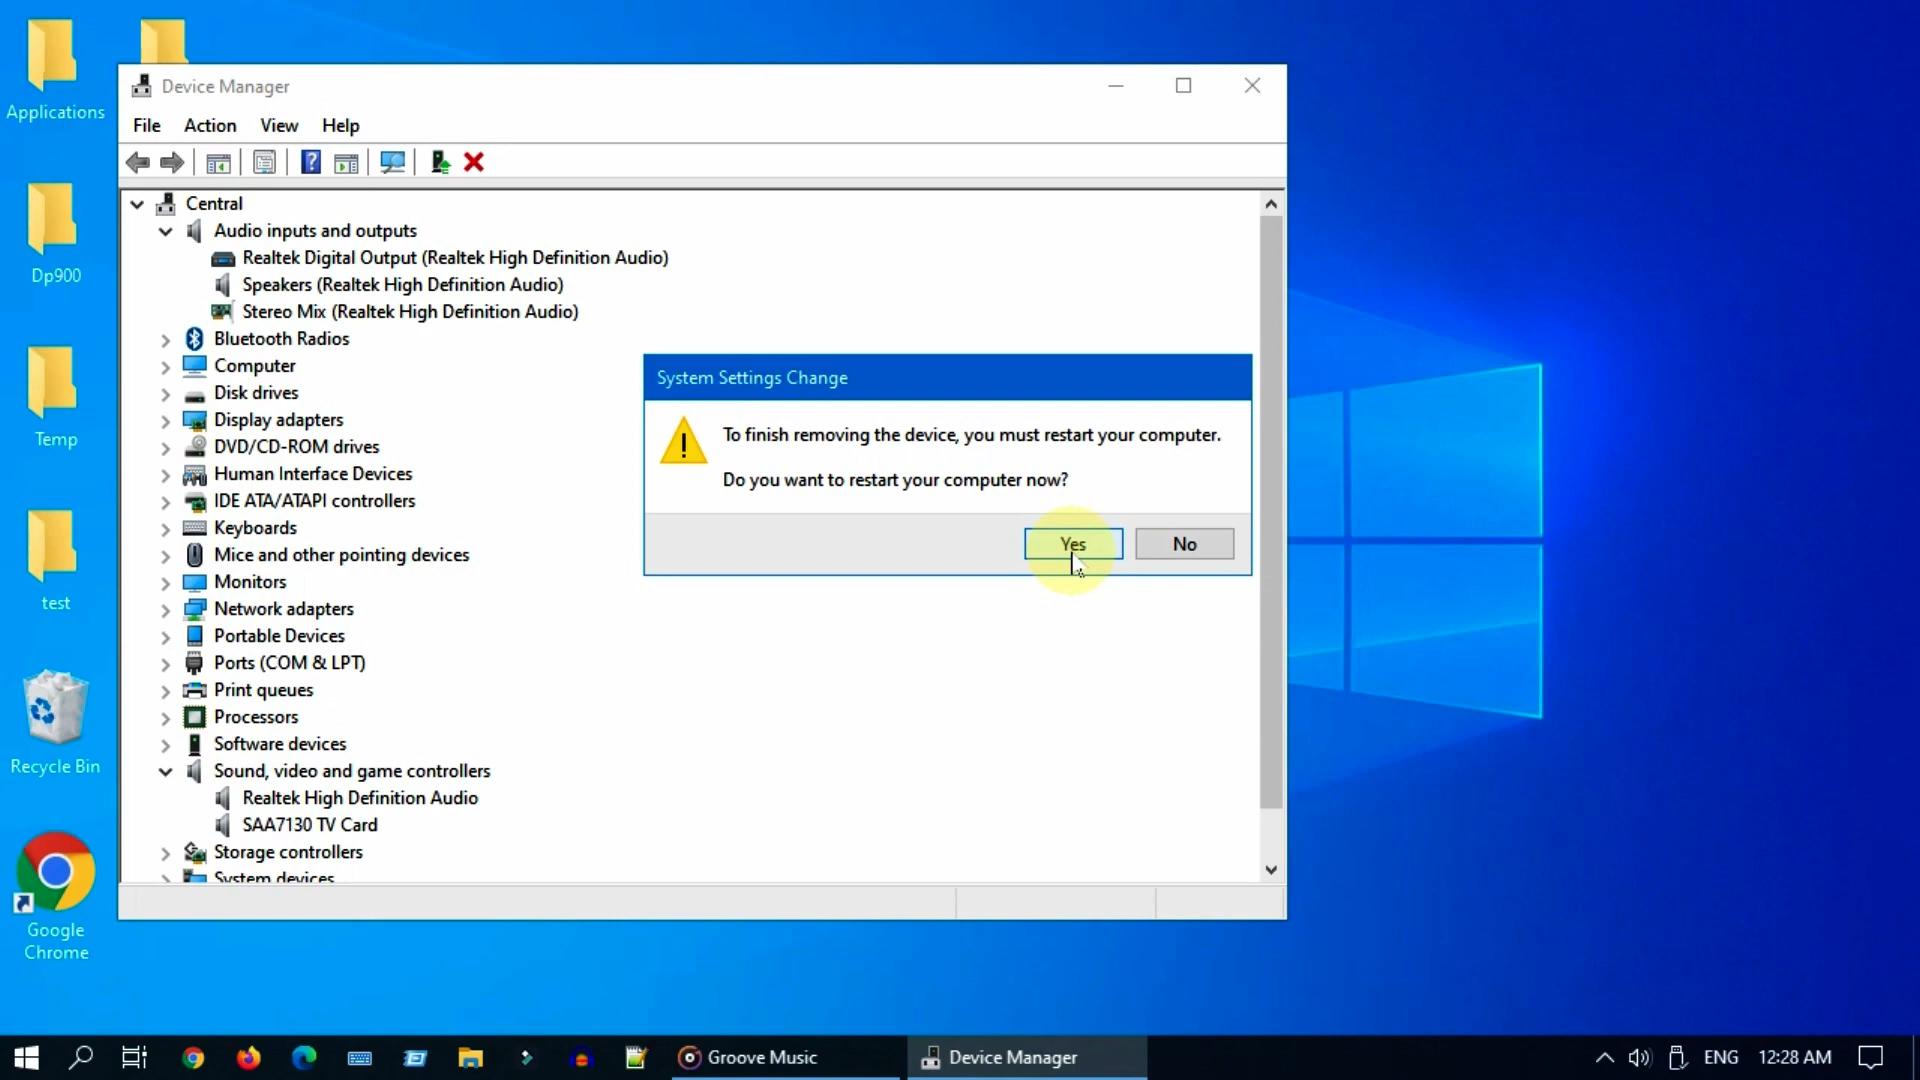 Applications
Dp900
Temp
test
Recycle Bin
Google
Chrome
Device Manager
File Action View Help
Central
Audio inputs and outputs
Realtek Digital Output (Realtek High Definition Audio)
Speakers (Realtek High Definition Audio)
Stereo Mix (Realtek High Definition Audio)
Bluetooth Radios
Computer
Disk drives
Display adapters
DVD/CD-ROM drives
Human Interface Devices
IDE ATA/ATAPI controllers
Keyboards
Mice and other pointing devices
Monitors
Network adapters
Portable Devices
Ports (COM & LPT)
Print queues
Processors
Software devices
Sound, video and game controllers
Realtek High Definition Audio
SAA7130 TV Card
Storage controllers
System devices
System Settings Change
To finish removing the device, you must restart your computer.
Do you want to restart your computer now?
Yes No
Groove Music
Device Manager
ENG
12:28 AM